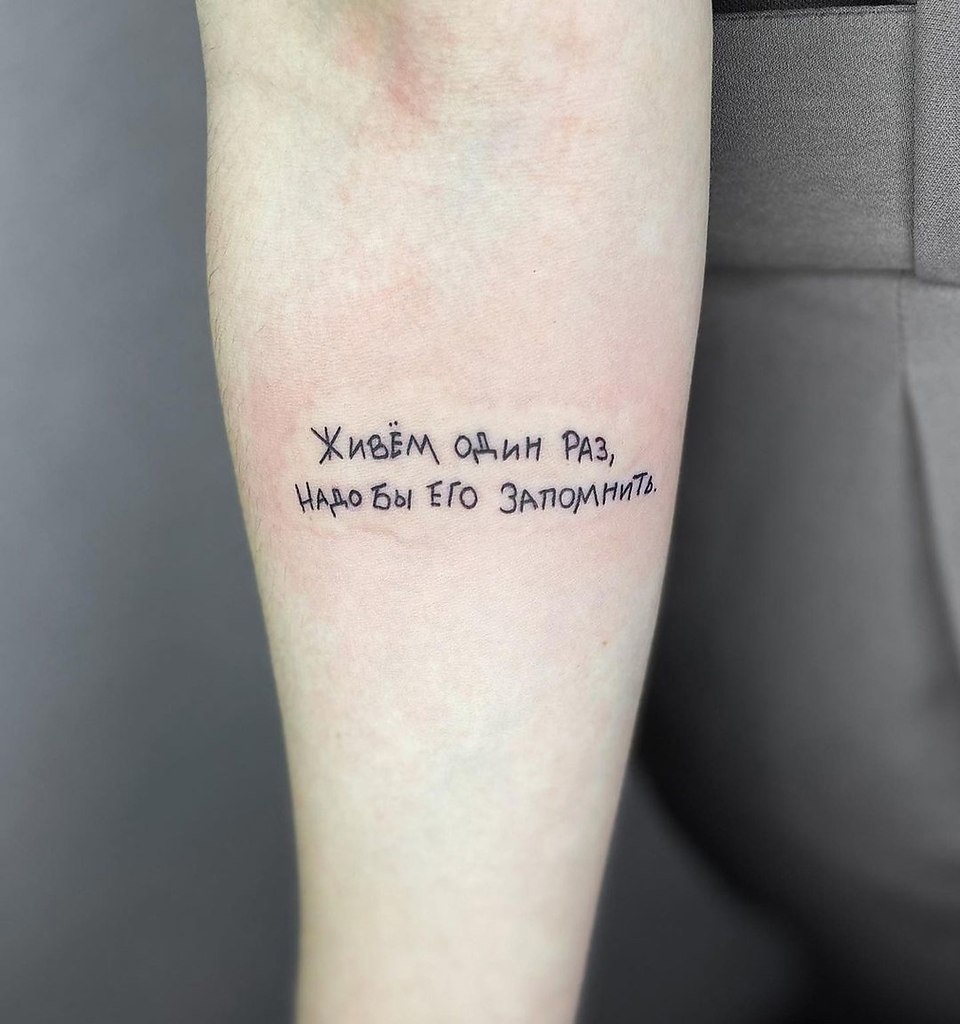 Живём один раз,
надо бы его запомнить.